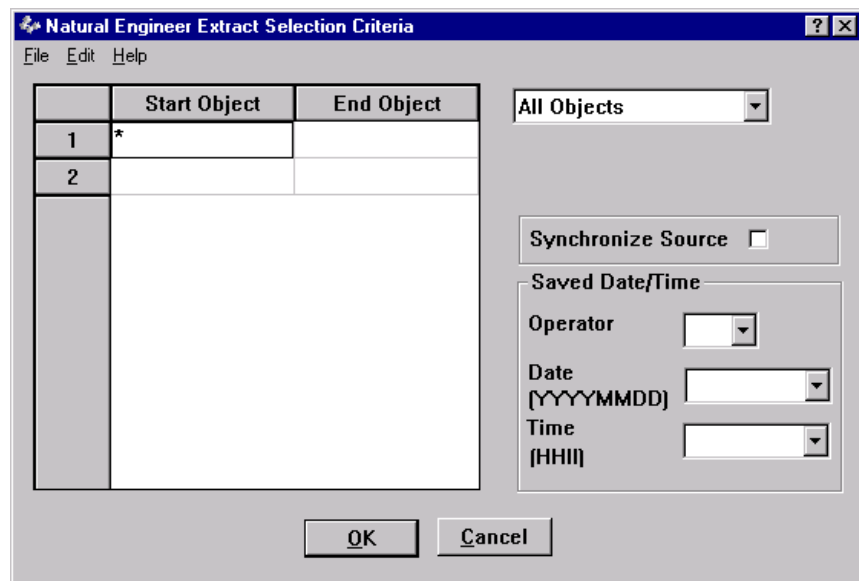 Natural Engineer Extract Selection Criteria
File Edit Help
Start Object End Object
All Objects
1 *
2
Synchronize Source
Saved Date/Time
Operator
Date
(YYYYMMDD)
Time
(HHII)
OK Cancel